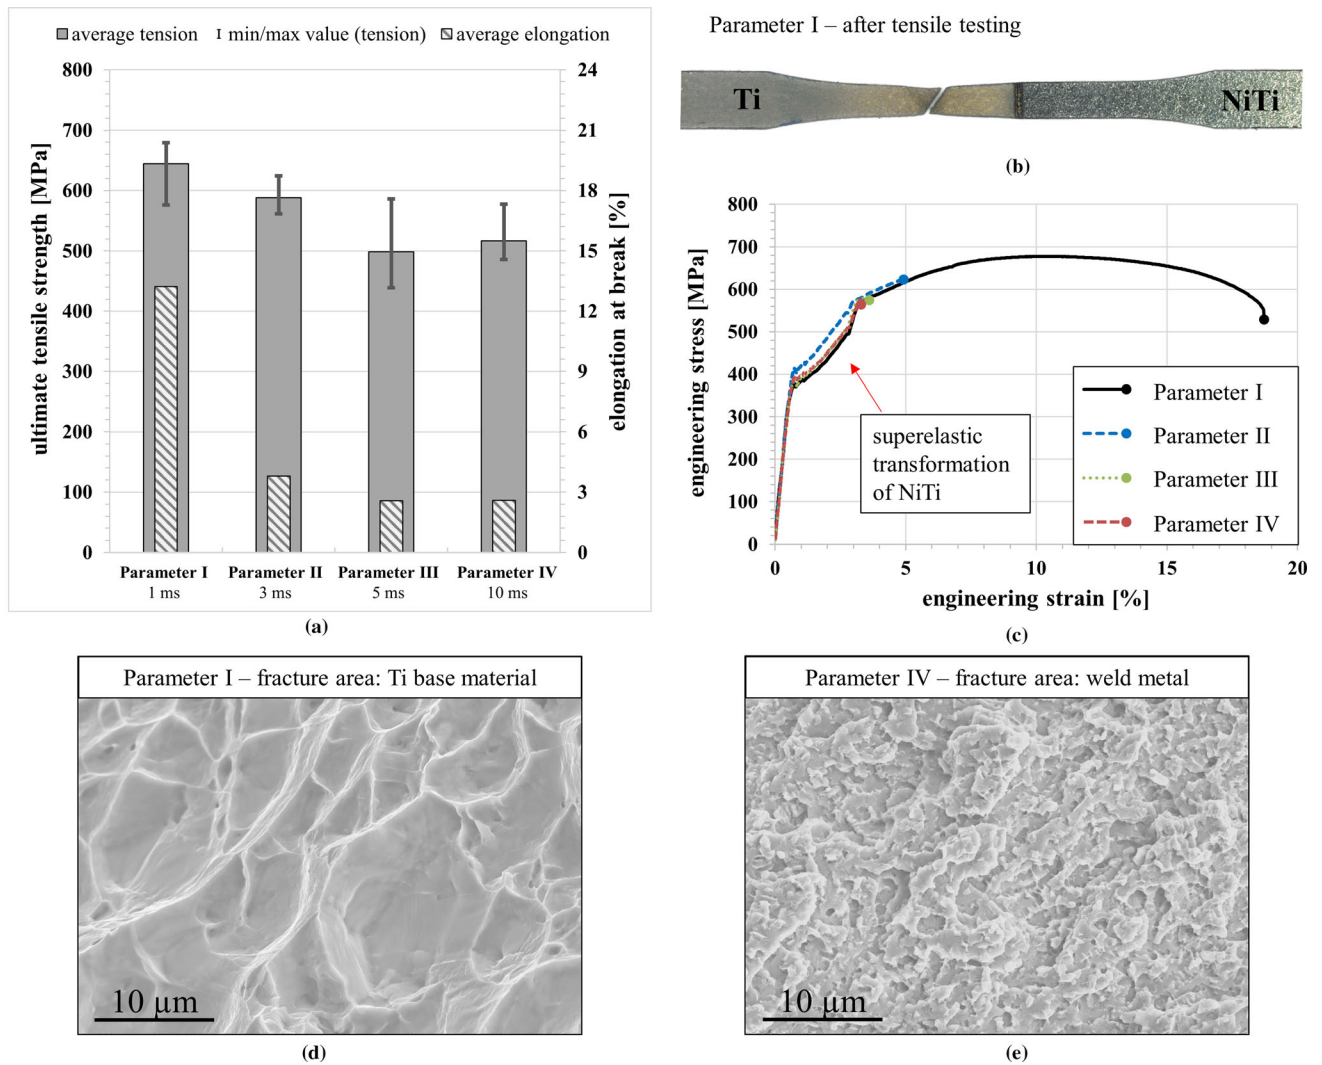 average tension
min/max value (tension)
average elongation
800
700
600
500
400
300
200
100
0
ultimate tensile strength [MPa]
24
21
18
15
12
9
6
3
0
elongation at break [%]
Parameter I
1 ms
Parameter II
3 ms
Parameter III
5 ms
Parameter IV
10 ms
(a)
Parameter I – after tensile testing
Ti
NiTi
(b)
800
700
600
500
400
300
200
100
0
engineering stress [MPa]
superelastic
transformation
of NiTi
Parameter I
Parameter II
Parameter III
Parameter IV
0
5
10
15
20
engineering strain [%]
(c)
Parameter I – fracture area: Ti base material
10 µm
(d)
Parameter IV – fracture area: weld metal
10 µm
(e)